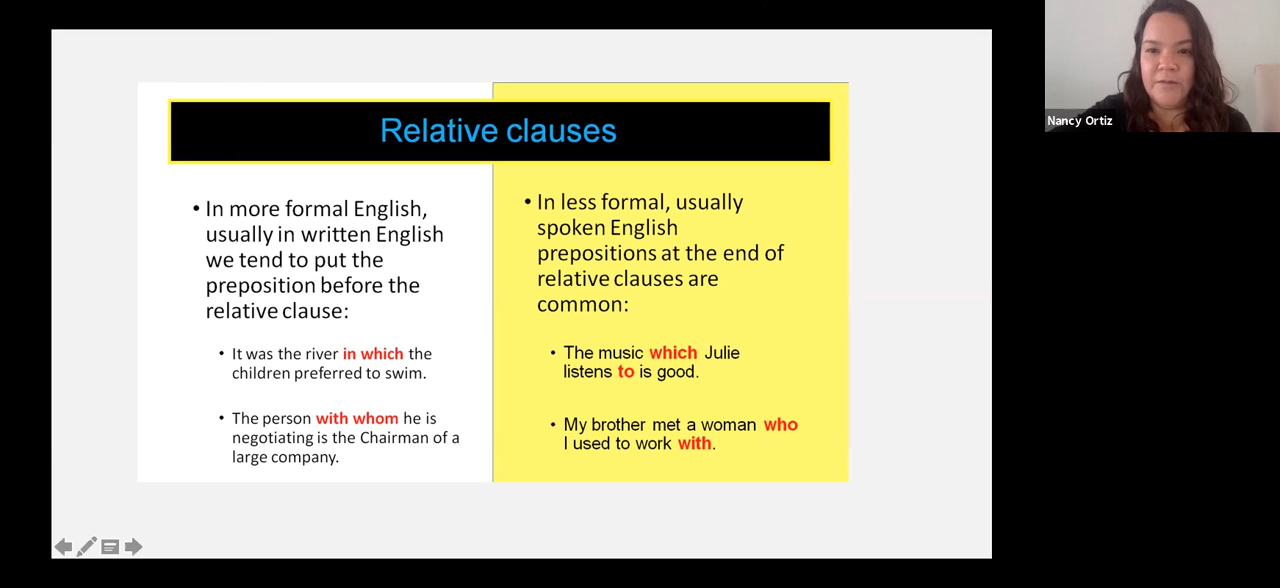 Relative clauses
• In more formal English,
usually in written English
we tend to put the
preposition before the
relative clause:
• It was the river in which the
children preferred to swim.
• The person with whom he is
negotiating is the Chairman of a
large company.
• In less formal, usually
spoken English
prepositions at the end of
relative clauses are
common:
• The music which Julie
listens to is good.
• My brother met a woman who
I used to work with.
Nancy Ortiz